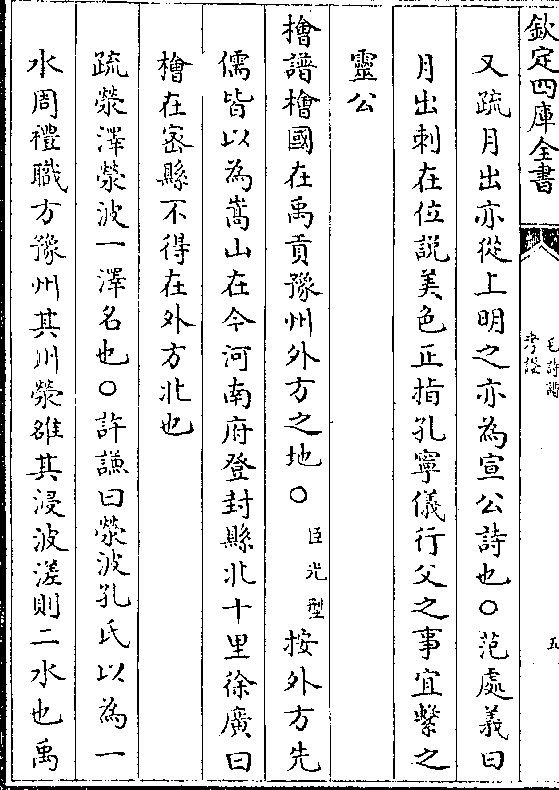 欽定四庫全書
毛詩譜
考證
五
又疏月出亦從上明之亦為宣公詩也○范處義曰
月出刺在位説美色正指孔寧儀行父之事宜繫之
靈公
檜譜檜國在禹貢豫州外方之地○臣光型按外方先
儒皆以為嵩山在今河南府登封縣北十里徐廣曰
檜在密縣不得在外方北也
疏滎澤滎波一澤名也○許謙曰滎波孔氏以為一
水周禮職方豫州其川滎雒其浸波溠則二水也禹